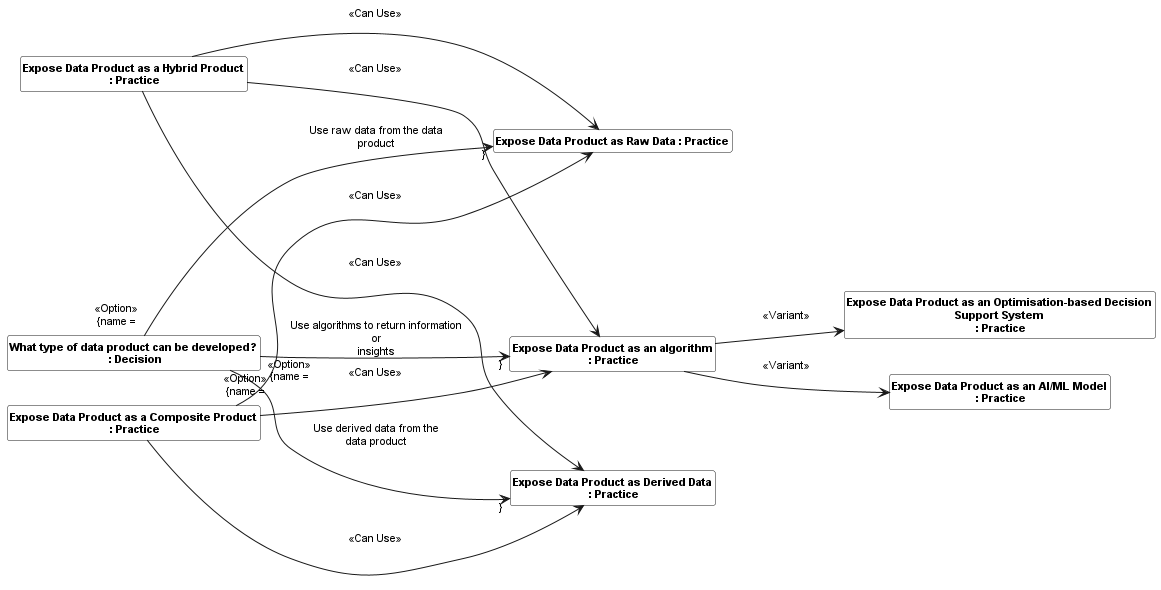 «Can Use»
Expose Data Product as a Hybrid Product
: Practice
«Can Use»
Use raw data from the data
product
Expose Data Product as Raw Data : Practice
}
«Can Use»
«Can Use»
«Option»
{name =
Use algorithms to return information
or
insights
What type of data product can be developed?
: Decision
Expose Data Product as an algorithm
: Practice
}
«Variant»
Expose Data Product as an Optimisation-based Decision
Support System
: Practice
«Variant»
Expose Data Product as an AI/ML Model
: Practice
«Option»
{name =
«Can Use»
«Option»
{name =
Expose Data Product as a Composite Product
: Practice
Use derived data from the
data product
Expose Data Product as Derived Data
: Practice
}
«Can Use»